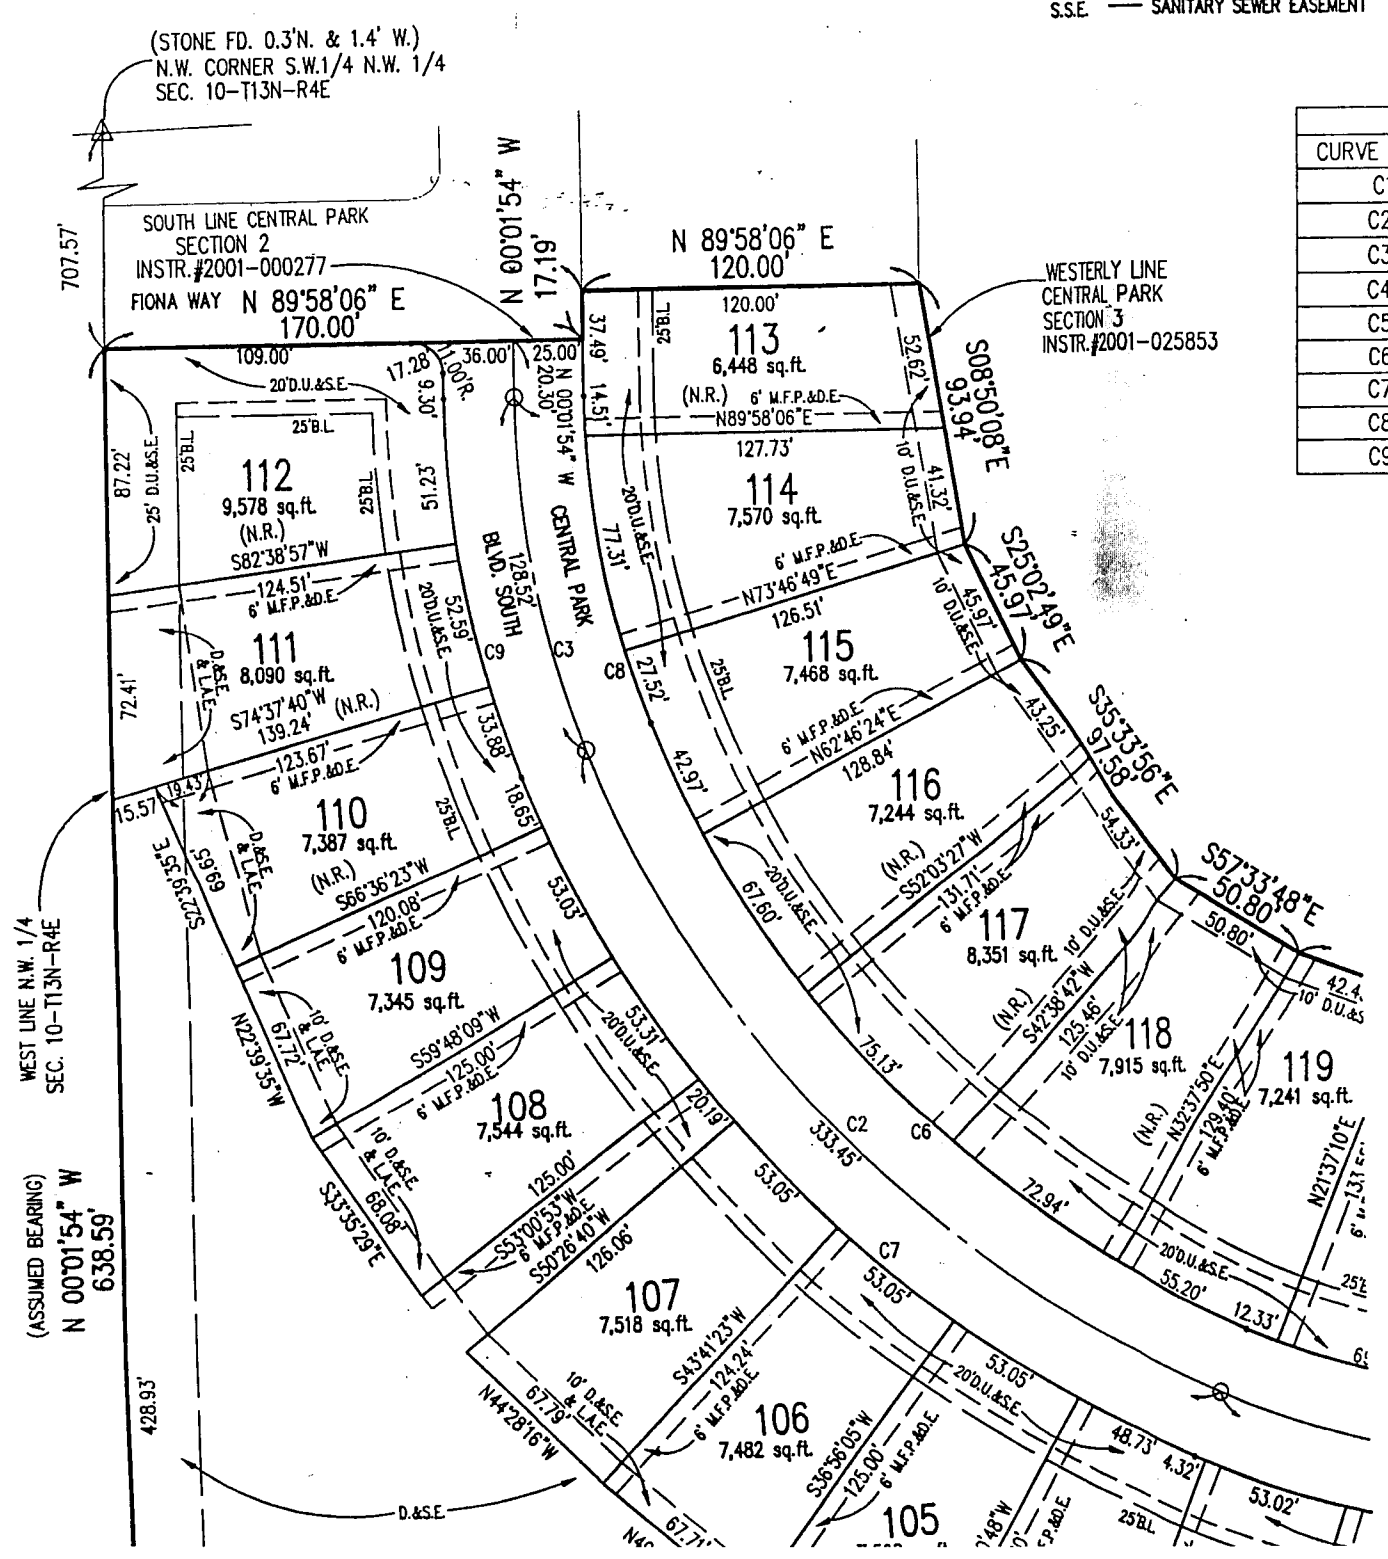 S.S.E. — SANITARY SEWER EASEMENT
(STONE FD. 0.3'N. & 1.4' W.)
N.W. CORNER S.W.1/4 N.W. 1/4
SEC. 10-T13N-R4E
CURVE
707.57'
SOUTH LINE CENTRAL PARK
SECTION 2
INSTR.#2001-000277
FIONA WAY N 89°58'06" E
170.00'
N 00°01'54" W
17.19'
N 89°58'06" E
120.00'
WESTERLY LINE
CENTRAL PARK
SECTION 3
INSTR.#2001-025853
109.00'
17.28'
11.00'R.
36.00'
25.00'
20'D.U.&S.E.
25'B.L.
25'B.L.
25'B.L.
87.22'
25' D.U.&S.E.
9.30'
51.23'
112
9,578 sq.ft.
(N.R.)
S82°38'57"W
124.51'
6' M.F.P.&D.E.
20.30'
N 00°01'54" W
CENTRAL PARK
BLVD. SOUTH
128.52'
C3
C9
C8
37.49'
14.51'
25'B.L.
120.00'
113
6,448 sq.ft.
(N.R.) 6' M.F.P.&D.E.
N89°58'06"E
127.73'
52.62'
S08°50'08"E
93.94'
10' D.U.&S.E.
41.32'
114
7,570 sq.ft.
20'D.U.&S.E.
77.31'
6' M.F.P.&D.E.
N73°46'49"E
126.51'
S25°02'49"E
45.97'
45.97'
10' D.U.&S.E.
111
8,090 sq.ft.
D.&S.E.
& L.A.E.
72.41'
20'D.U.&S.E.
52.59'
S74°37'40"W (N.R.)
139.24'
123.67'
6' M.F.P.&D.E.
19.43'
15.57'
115
7,468 sq.ft.
27.52'
25'B.L.
6' M.F.P.&D.E.
N62°46'24"E
128.84'
43.25'
S35°33'56"E
97.58'
33.88'
18.65'
25'B.L.
110
7,387 sq.ft.
(N.R.)
S66°36'23"W
120.08'
6' M.F.P.&D.E.
D.&S.E.
& L.A.E.
69.65'
S22°39'35"E
42.97'
116
7,244 sq.ft.
(N.R.)
S52°03'27"W
131.71'
6' M.F.P.&D.E.
54.33'
S57°33'48"E
50.80'
50.80'
20'D.U.&S.E.
67.60'
117
8,351 sq.ft.
10' D.U.&S.E.
(N.R.)
S42°38'42"W
125.46'
10' D.U.&S.E.
10' D.U.&S
WEST LINE N.W. 1/4
SEC. 10-T13N-R4E
109
7,345 sq.ft.
53.03'
S59°48'09"W
125.00'
6' M.F.P.&D.E.
10' D.&S.E.
& L.A.E.
67.72'
N22°39'35"W
53.31'
20'D.U.&S.E.
75.13'
118
7,915 sq.ft.
(N.R.)
N32°37'50"E
129.40'
6' M.F.P.&D.E.
119
7,241 sq.ft.
N21°37'10"E
108
7,544 sq.ft.
20.19'
125.00'
S53°00'53"W
6' M.F.P.&D.E.
S50°26'40"W
126.06'
10' D.&S.E.
& L.A.E.
68.08'
S33°35'29"E
C2
333.45'
C6
53.05'
72.94'
20'D.U.&S.E.
55.20'
12.33'
(ASSUMED BEARING)
N 00°01'54" W
638.59'
107
7,518 sq.ft.
C7
53.05'
S43°41'23"W
124.24'
6' M.F.P.&D.E.
10' D.&S.E.
& L.A.E.
67.79'
N44°28'16"W
53.05'
20'D.U.&S.E.
428.93'
106
7,482 sq.ft.
S36°56'05"W
125.00'
6' M.F.P.&D.E.
48.73'
4.32'
53.02'
25'B.L.
D.&S.E.
67.71'
105